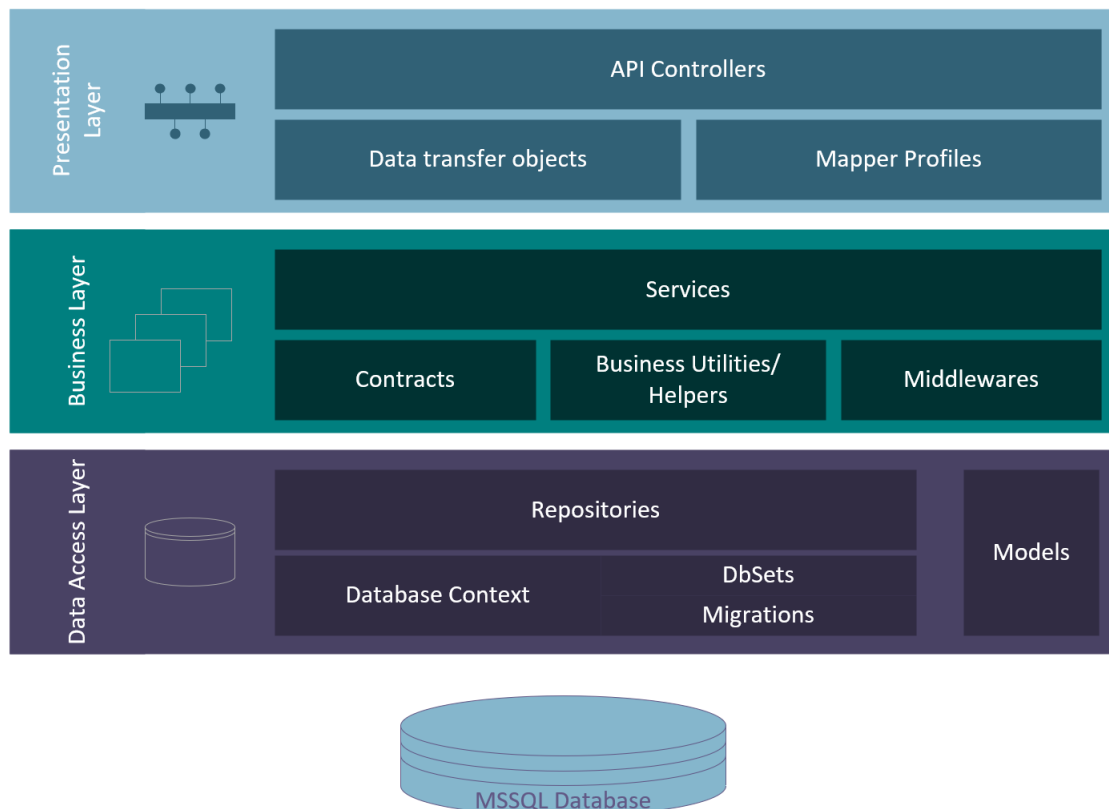 Presentation
Layer
API Controllers
Data transfer objects
Mapper Profiles
Business Layer
Services
Contracts
Business Utilities/
Helpers
Middlewares
Data Access Layer
Repositories
Models
Database Context
DbSets
Migrations
MSSQL Database